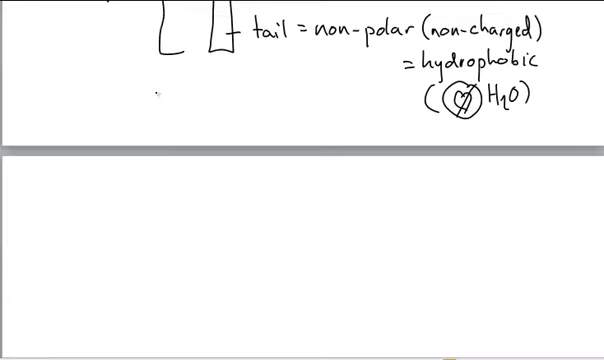 tail = non-polar (non-charged)
= hydrophobic
( H2O)